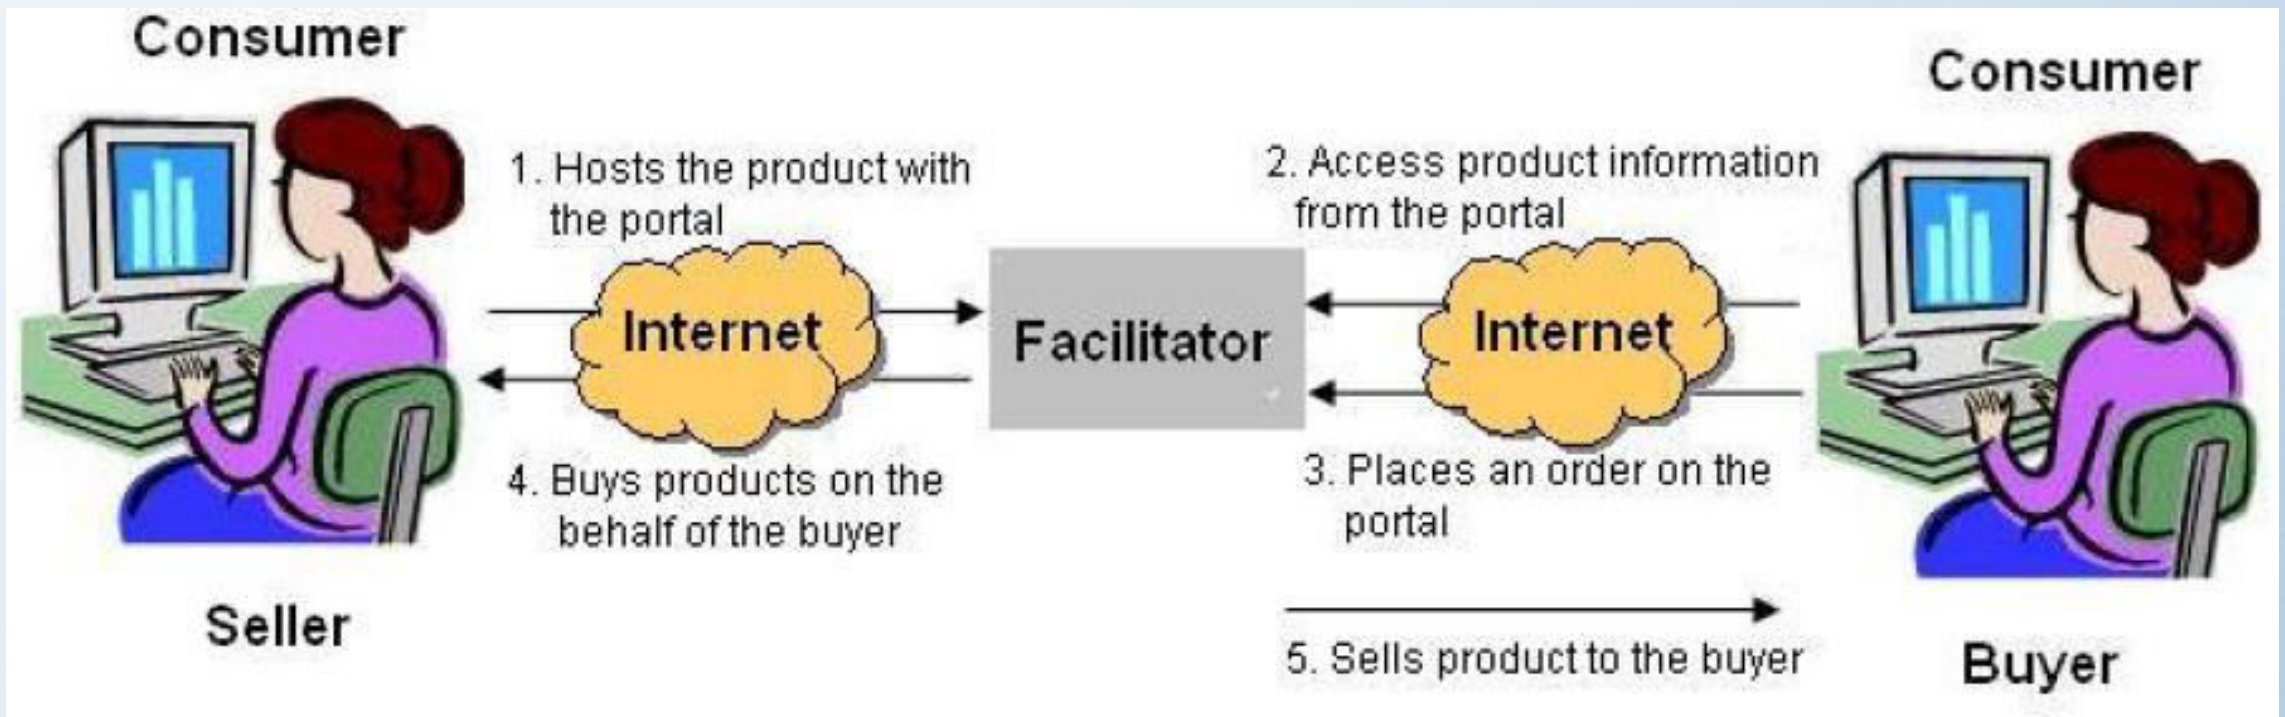 Consumer
Consumer
1. Hosts the product with
the portal
2. Access product information
from the portal
Internet
Facilitator
Internet
4. Buys products on the
behalf of the buyer
3. Places an order on the
portal
Seller
5. Sells product to the buyer
Buyer